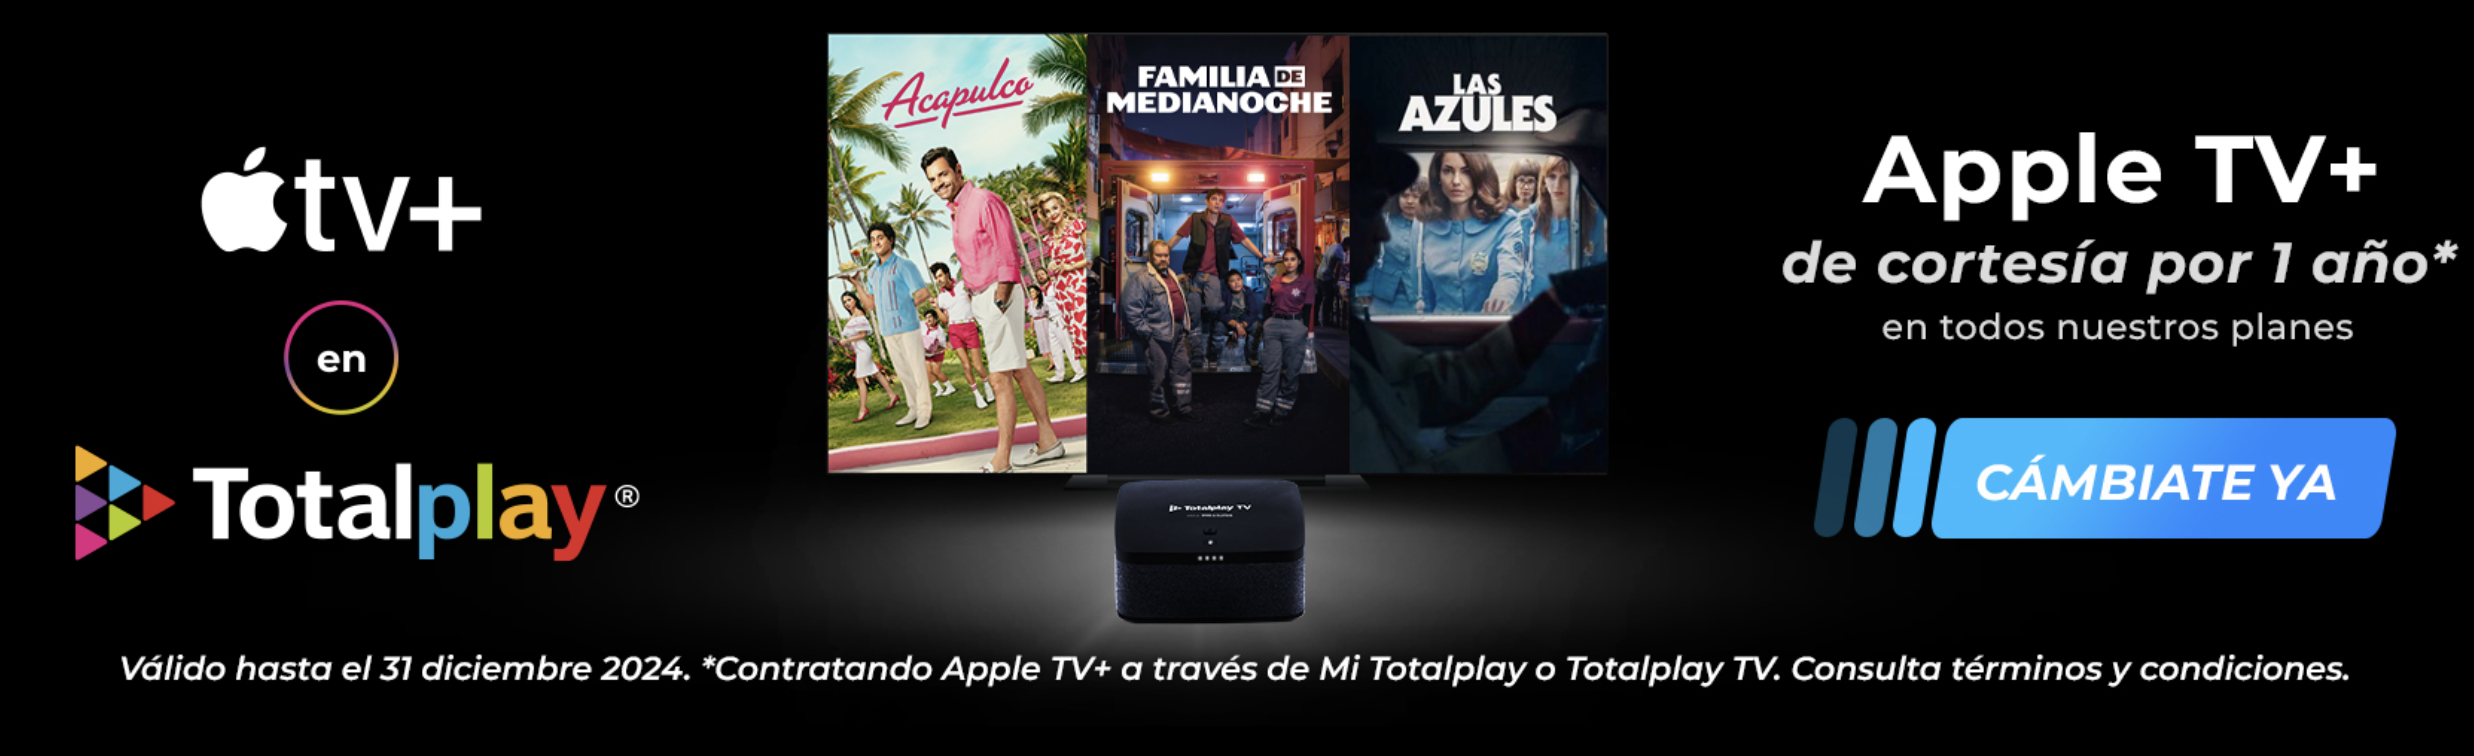 tv+
en
Totalplay®
Acapulco
FAMILIA DE
MEDIANOCHE
LAS
AZULES
Totalplay TV
Apple TV+
de cortesía por 1 año*
en todos nuestros planes
CÁMBIATE YA
Válido hasta el 31 diciembre 2024. *Contratando Apple TV+ a través de Mi Totalplay o Totalplay TV. Consulta términos y condiciones.